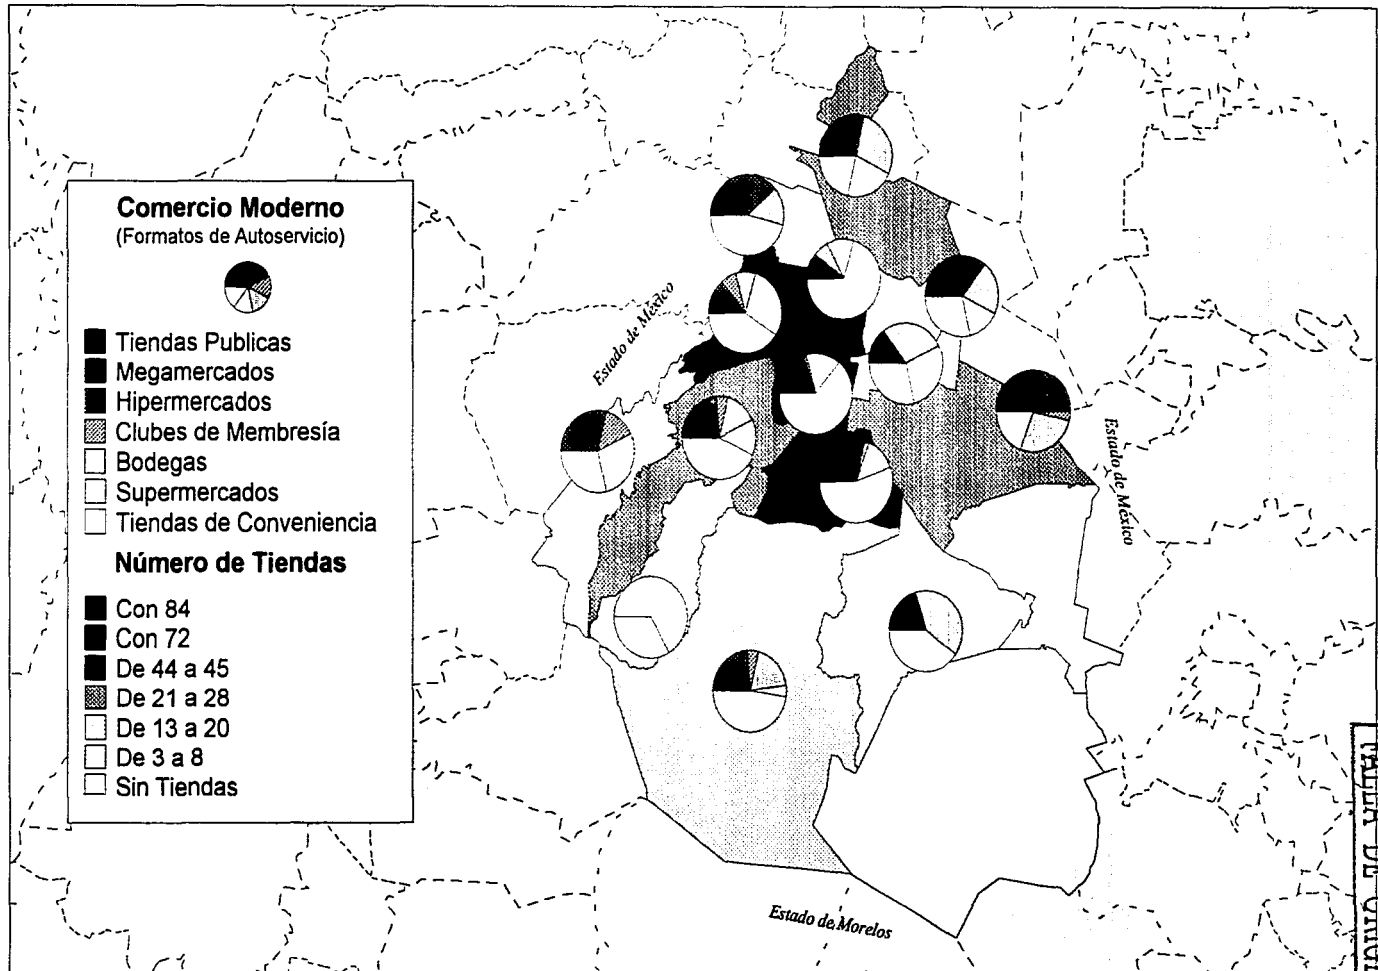 Comercio Moderno
(Formatos de Autoservicio)
Tiendas Publicas
Megamercados
Hipermercados
Clubes de Membresía
Bodegas
Supermercados
Tiendas de Conveniencia
Número de Tiendas
Con 84
Con 72
De 44 a 45
De 21 a 28
De 13 a 20
De 3 a 8
Sin Tiendas
Estado de México
Estado de México
Estado de Morelos
DE